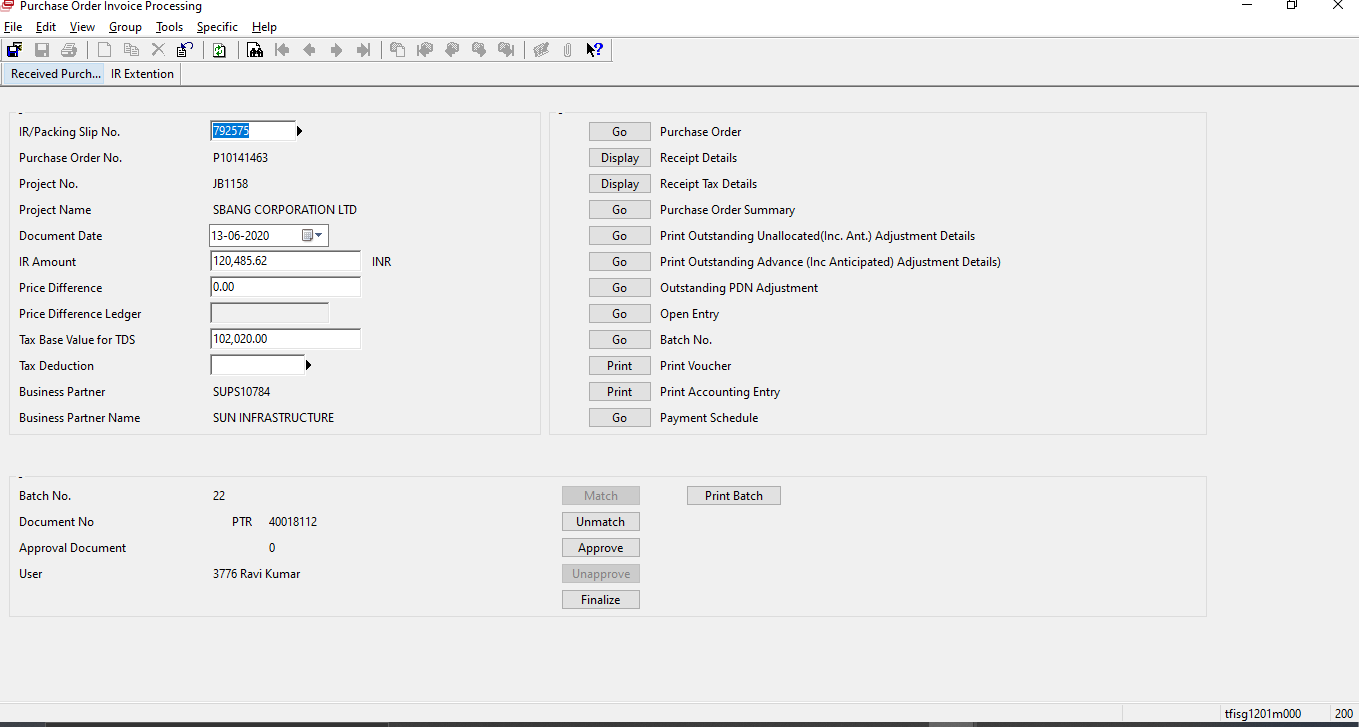 Purchase Order Invoice Processing
File Edit View Group Tools Specific Help
Received Purch... IR Extention
IR/Packing Slip No. 792575
Purchase Order No. P10141463
Project No. JB1158
Project Name SBANG CORPORATION LTD
Document Date 13-06-2020
IR Amount 120,485.62 INR
Price Difference 0.00
Price Difference Ledger
Tax Base Value for TDS 102,020.00
Tax Deduction
Business Partner SUPS10784
Business Partner Name SUN INFRASTRUCTURE
Go Purchase Order
Display Receipt Details
Display Receipt Tax Details
Go Purchase Order Summary
Go Print Outstanding Unallocated(Inc. Ant.) Adjustment Details
Go Print Outstanding Advance (Inc Anticipated) Adjustment Details)
Go Outstanding PDN Adjustment
Go Open Entry
Go Batch No.
Print Print Voucher
Print Print Accounting Entry
Go Payment Schedule
Batch No. 22 Match Print Batch
Document No PTR 40018112 Unmatch
Approval Document 0 Approve
User 3776 Ravi Kumar Unapprove
Finalize
tfisg1201m000 200